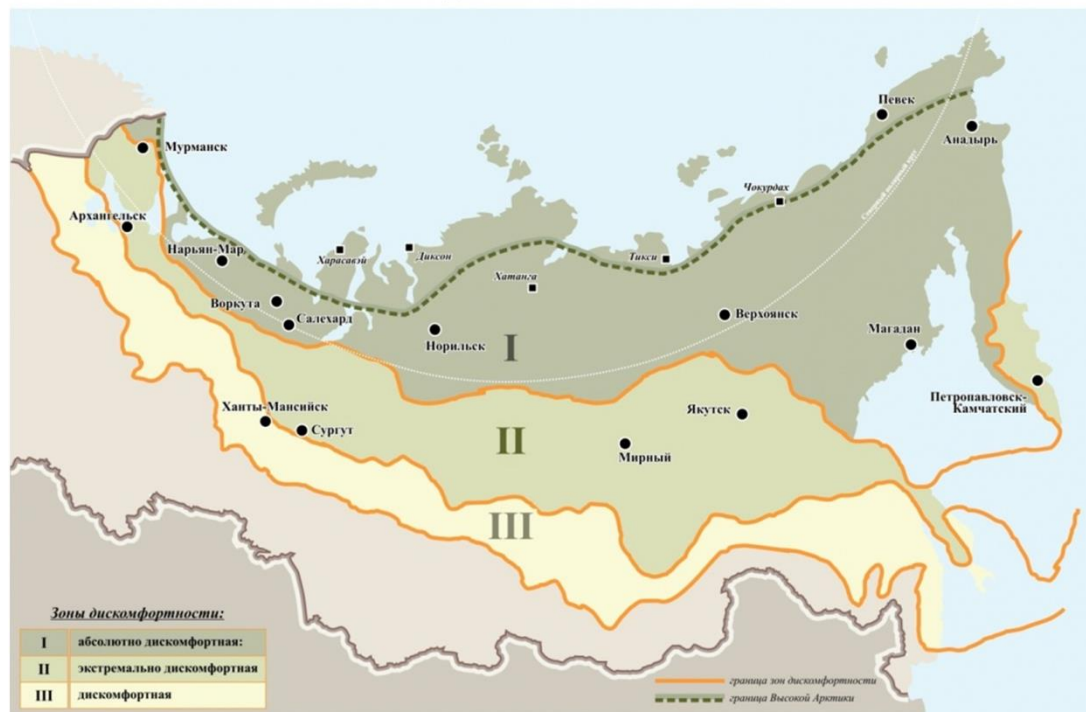 Певек
Анадырь
Мурманск
Северный полярный круг
Чокурдах
Архангельск
Нарьян-Мар
Харасавэй
Диксон
Тикси
Хатанга
Воркута
Салехард
Верхоянск
Норильск
I
Магадан
Петропавловск-
Камчатский
Ханты-Мансийск
Сургут
Якутск
II
Мирный
III
Зоны дискомфортности:
I абсолютно дискомфортная:
II экстремально дискомфортная
III дискомфортная
граница зон дискомфортности
граница Высокой Арктики